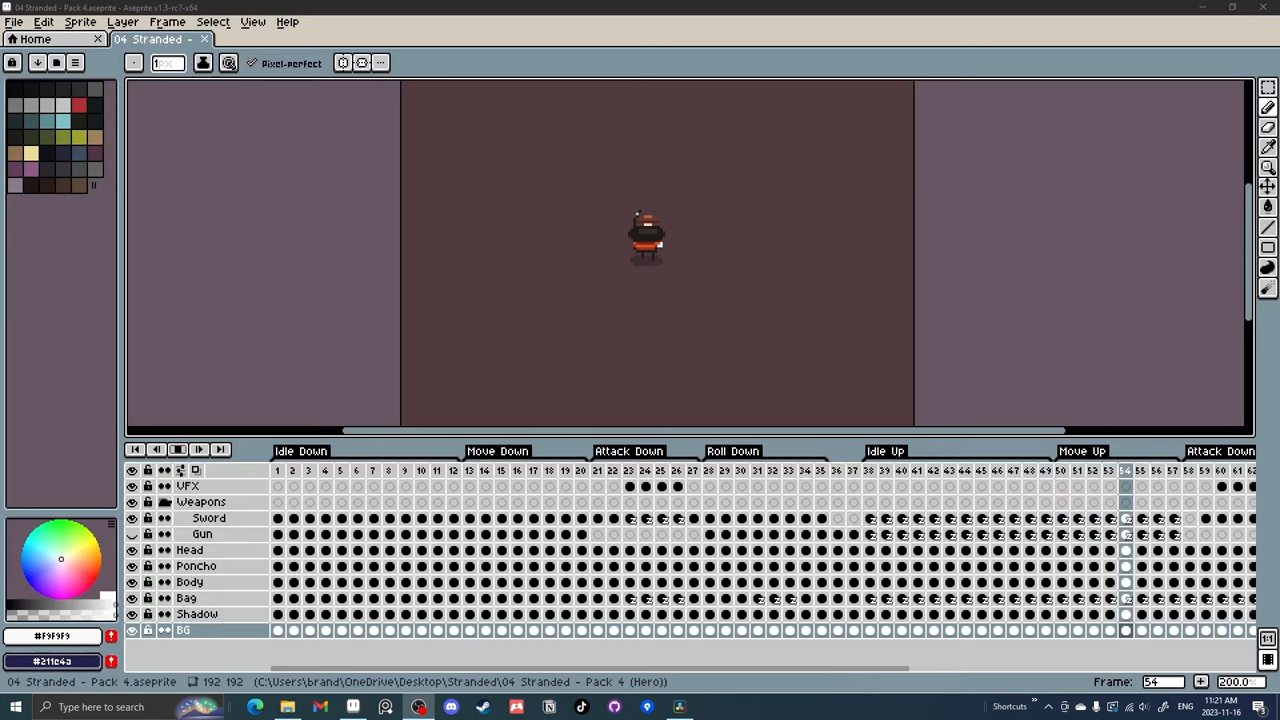 04 Stranded - Pack 4.aseprite - Aseprite v1.3-rc7-x64
File Edit Sprite Layer Frame Select View Help
Home
04 Stranded -
1px
Pixel-perfect
Idle Down
Move Down
Attack Down
Roll Down
Idle Up
Move Up
Attack Down
1 2 3 4 5 6 7 8 9 10 11 12 13 14 15 16 17 18 19 20 21 22 23 24 25 26 27 28 29 30 31 32 33 34 35 36 37 38 39 40 41 42 43 44 45 46 47 48 49 50 51 52 53 54 55 56 57 58 59 60 61 62
VFX
Weapons
Sword
Gun
Head
Poncho
Body
Bag
Shadow
BG
#F9F9F9
#211c4a
1:1
04 Stranded - Pack 4.aseprite 192 192 (C:\Users\brand\OneDrive\Desktop\Stranded\04 Stranded - Pack 4 (Hero)) Frame: 54 200.0
Type here to search
Shortcuts
ENG
11:21 AM
2023-11-16